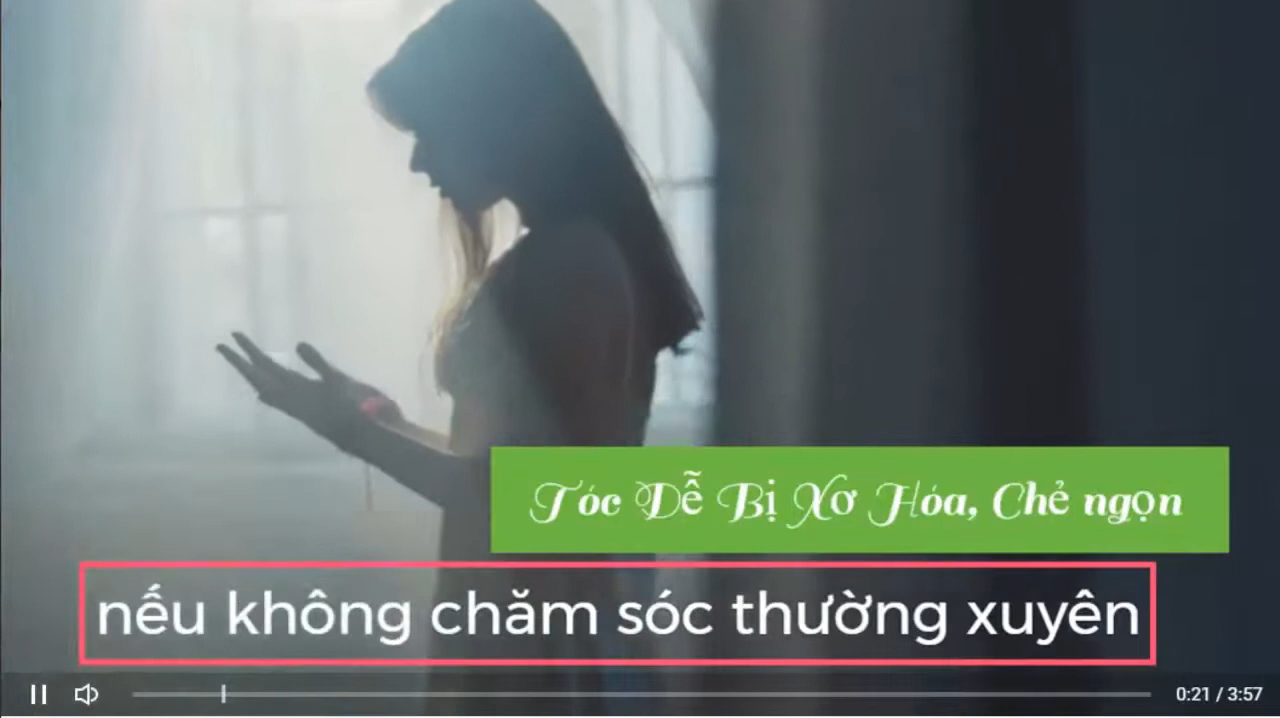 Tóc Dễ Bị Xơ Hóa, Chẻ ngọn
nếu không chăm sóc thường xuyên
0:21 / 3:57